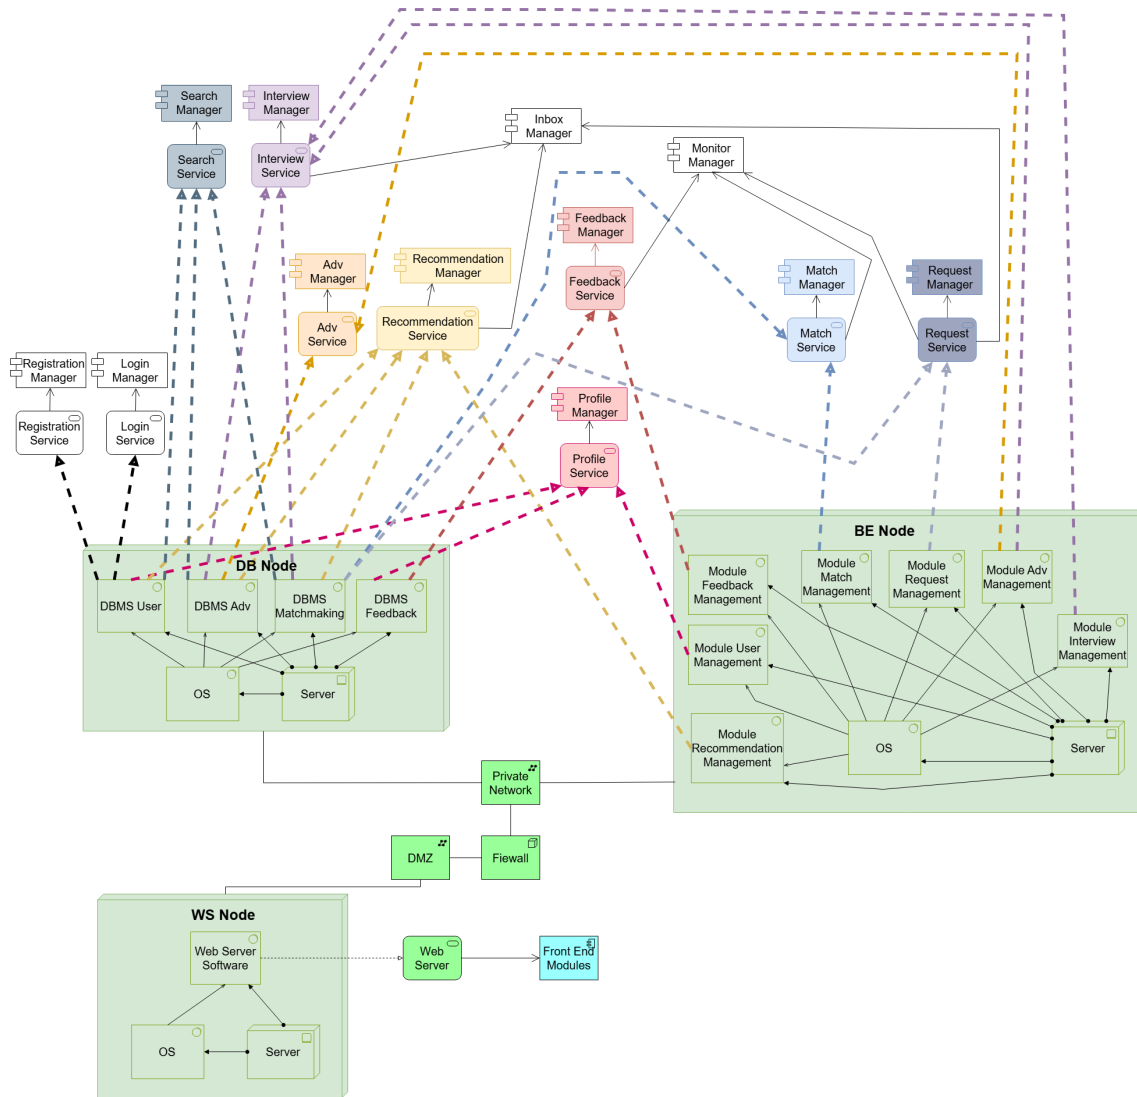 Search
Manager
Interview
Manager
Inbox
Manager
Monitor
Manager
Search
Service
Interview
Service
Feedback
Manager
Adv
Manager
Recommendation
Manager
Feedback
Service
Match
Manager
Request
Manager
Adv
Service
Recommendation
Service
Match
Service
Request
Service
Registration
Manager
Login
Manager
Profile
Manager
Registration
Service
Login
Service
Profile
Service
DB Node
DBMS User
DBMS Adv
DBMS
Matchmaking
DBMS
Feedback
OS
Server
BE Node
Module
Feedback
Management
Module
Match
Management
Module
Request
Management
Module Adv
Management
Module User
Management
Module
Interview
Management
Module
Recommendation
Management
OS
Server
Private
Network
DMZ
Fiewall
WS Node
Web Server
Software
Web
Server
Front End
Modules
OS
Server